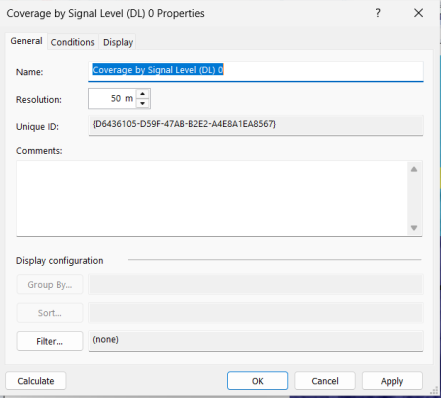 Coverage by Signal Level (DL) 0 Properties
?
General Conditions Display
Name: Coverage by Signal Level (DL) 0
Resolution: 50 m
Unique ID: {D6436105-D59F-47AB-B2E2-A4E8A1EA8567}
Comments:
Display configuration
Group By...
Sort...
Filter... (none)
Calculate OK Cancel Apply